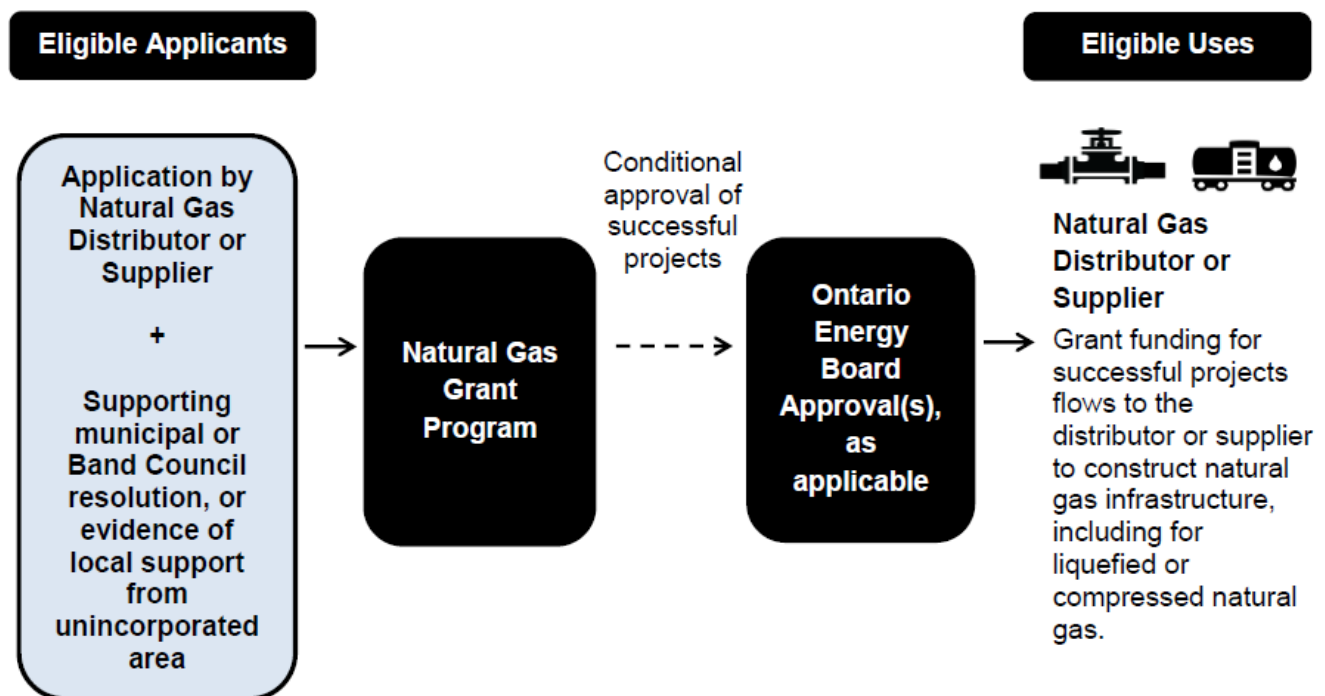 Eligible Applicants
Eligible Uses
Application by
Natural Gas
Distributor or
Supplier
+
Supporting
municipal or
Band Council
resolution, or
evidence of
local support
from
unincorporated
area
Natural Gas
Grant
Program
Conditional
approval of
successful
projects
Ontario
Energy
Board
Approval(s),
as
applicable
Natural Gas
Distributor or
Supplier
Grant funding for
successful projects
flows to the
distributor or supplier
to construct natural
gas infrastructure,
including for
liquefied or
compressed natural
gas.